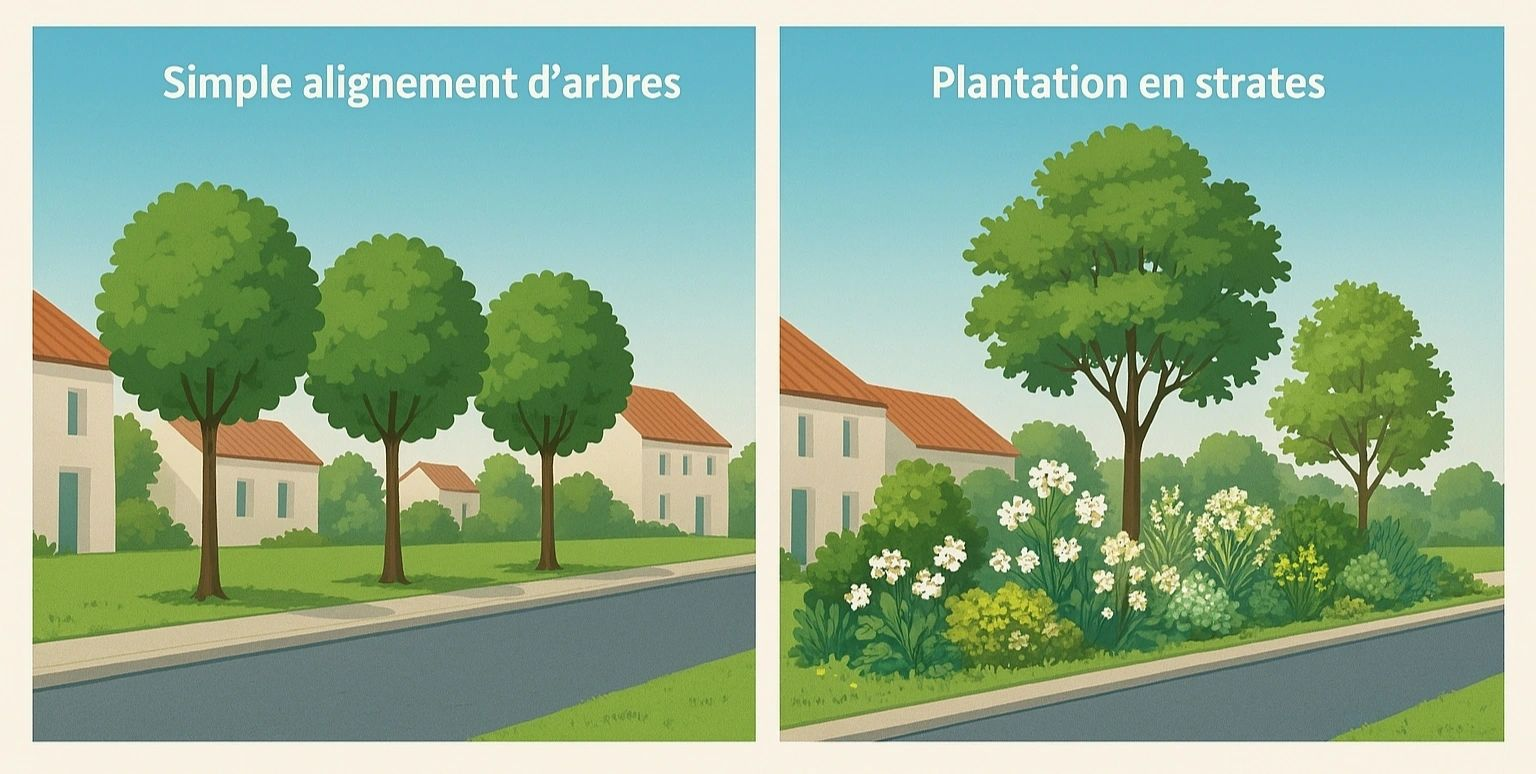 Simple alignement d’arbres
Plantation en strates